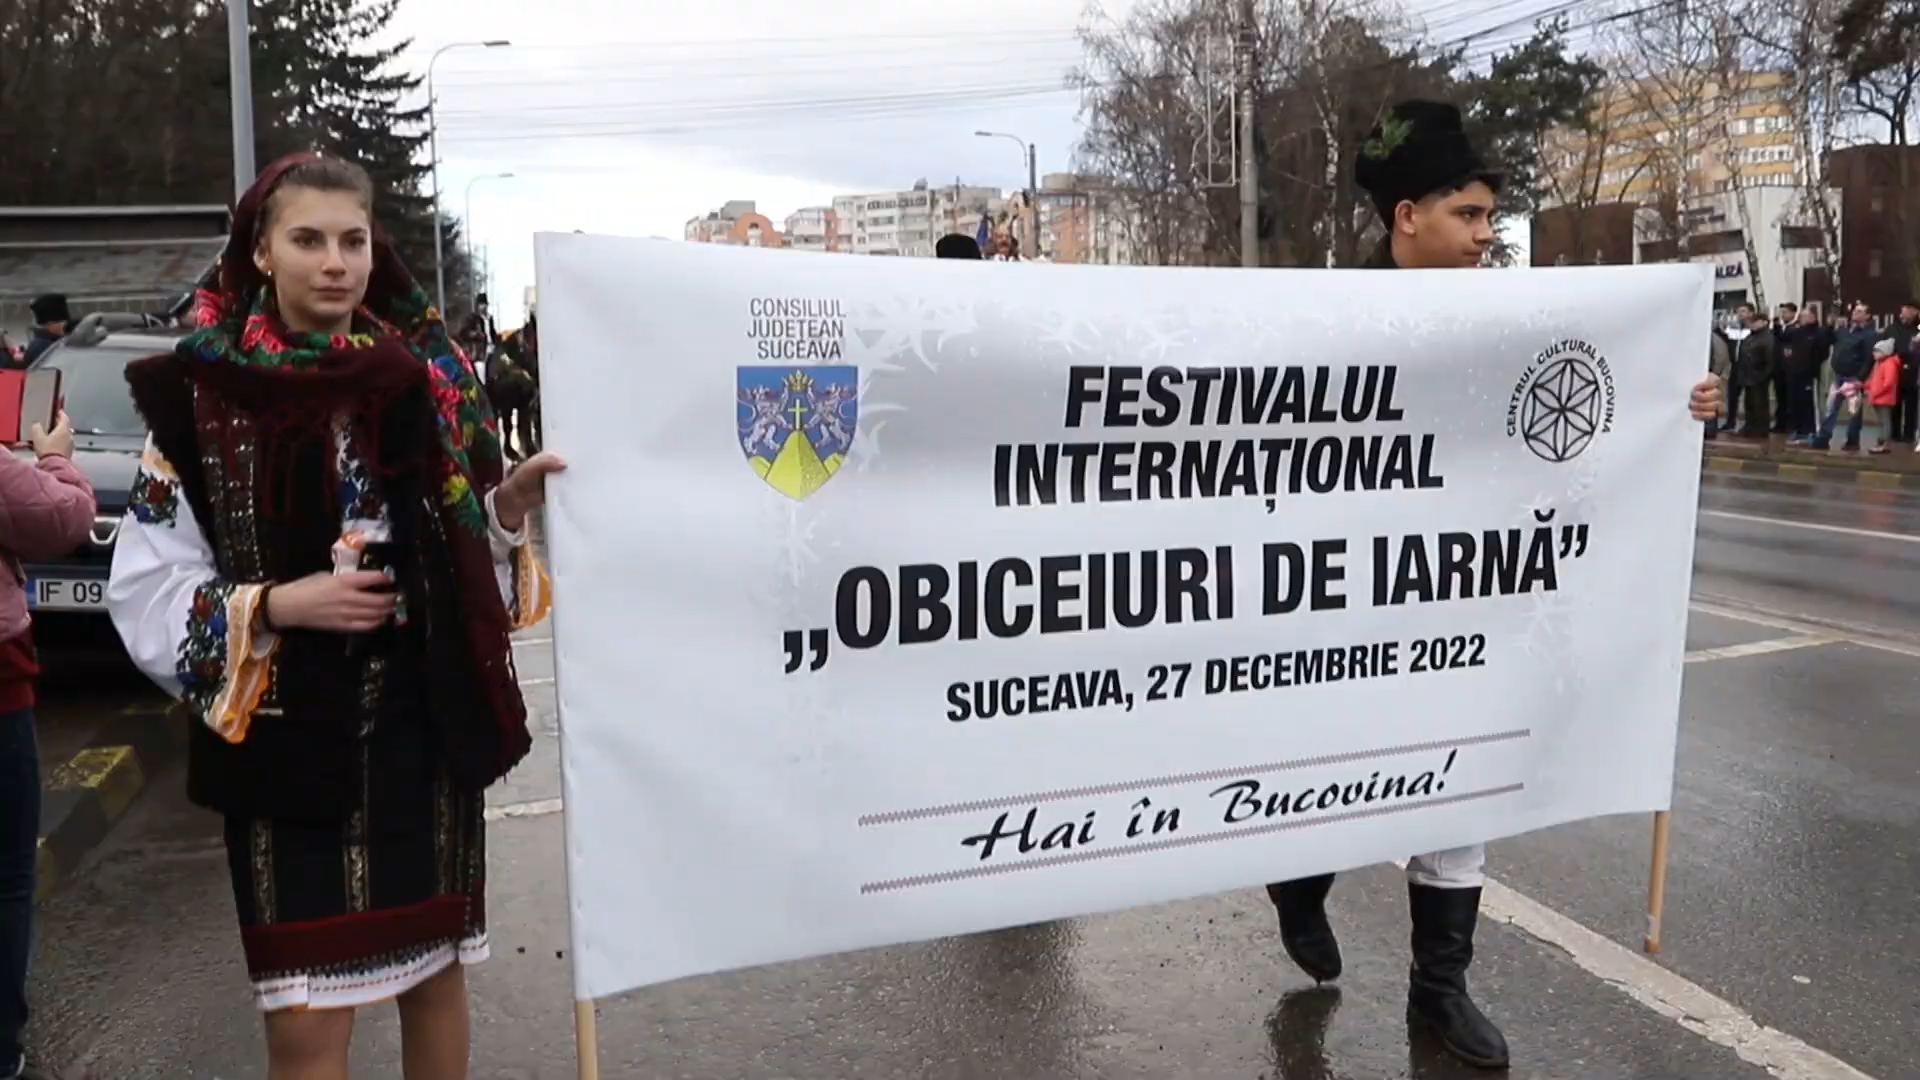 CONSILIUL
JUDEȚEAN
SUCEAVA
CENTRUL CULTURAL BUCOVINA
FESTIVALUL
INTERNAȚIONAL
„OBICEIURI DE IARNĂ”
SUCEAVA, 27 DECEMBRIE 2022
Hai în Bucovina!
IF 09